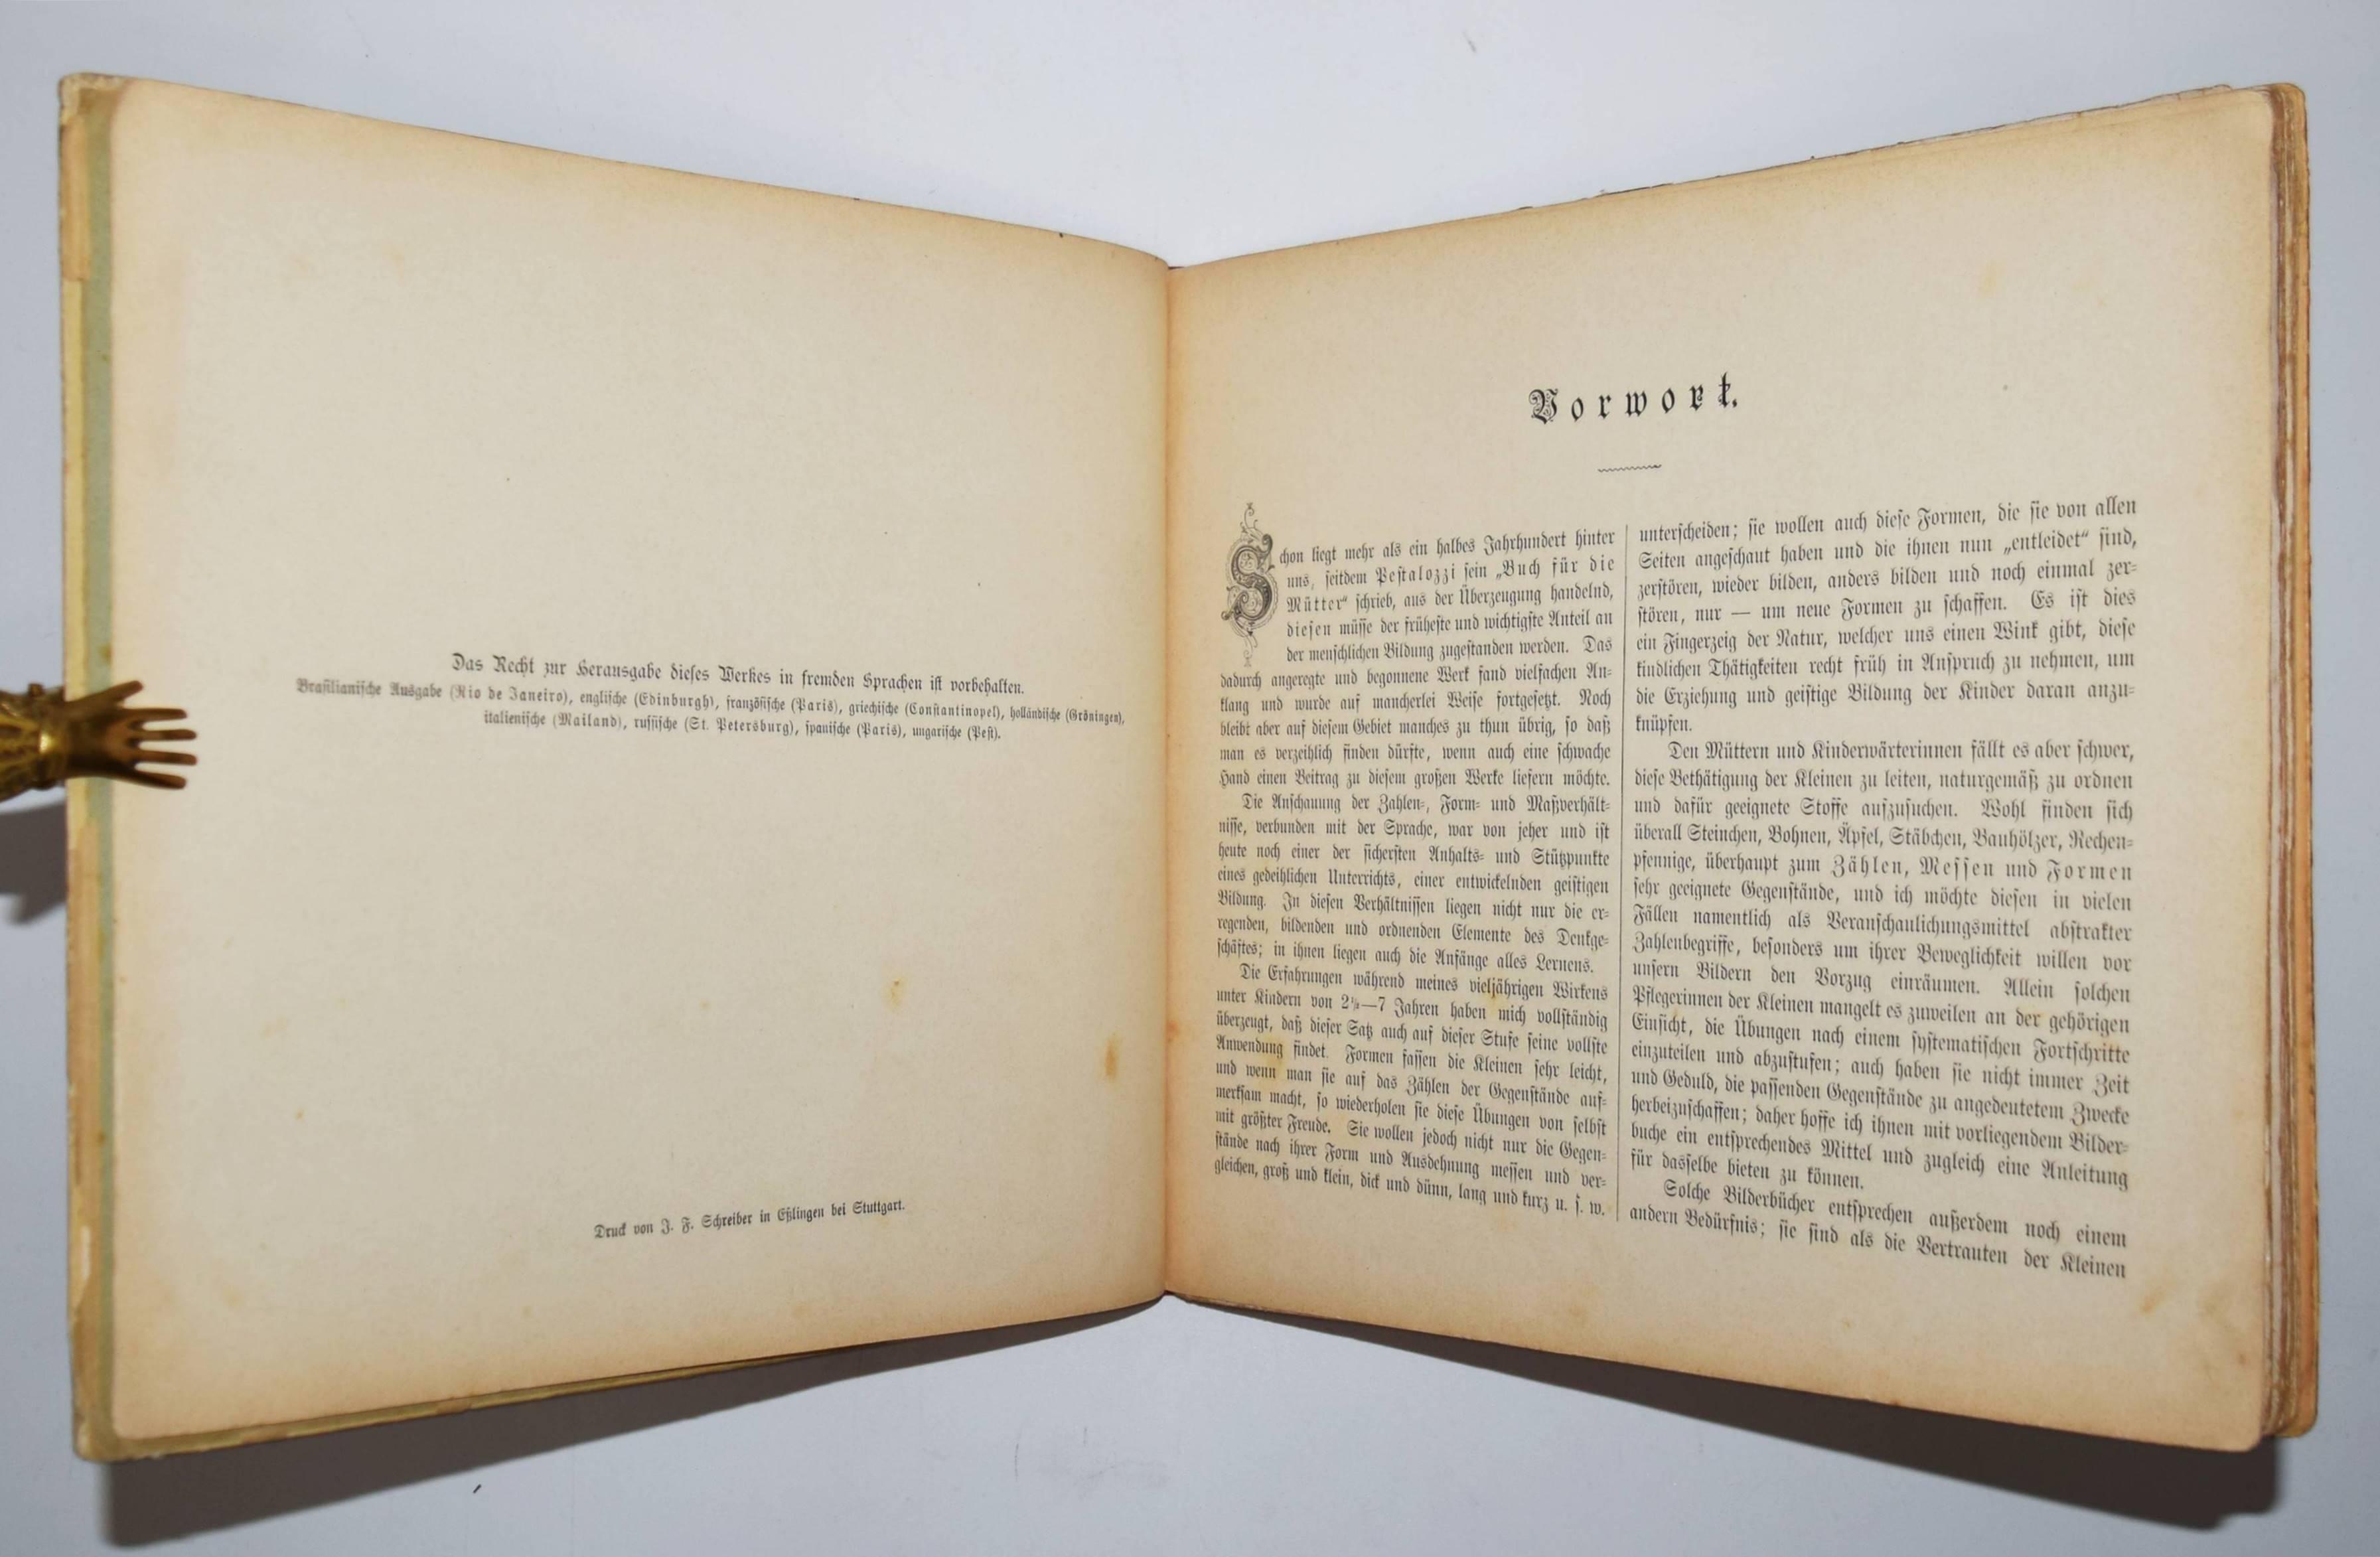 Das Recht zur Herausgabe dieses Werkes in fremden Sprachen ist vorbehalten.
Brasilianische Ausgabe (Rio de Janeiro), englische (Edinburgh), französische (Paris), griechische (Constantinopel), holländische (Gröningen),
italienische (Mailand), russische (St. Petersburg), spanische (Paris), ungarische (Pest).
Druck von J. F. Schreiber in Eßlingen bei Stuttgart.
Vorwort.
Schon liegt mehr als ein halbes Jahrhundert hinter
uns, seitdem Pestalozzi sein „Buch für die
Mütter“ schrieb, aus der Überzeugung handelnd,
diesen müsse der früheste und wichtigste Anteil an
der menschlichen Bildung zugestanden werden. Das
dadurch angeregte und begonnene Werk fand vielfachen An-
klang und wurde auf mancherlei Weise fortgesetzt. Noch
bleibt aber auf diesem Gebiet manches zu thun übrig, so daß
man es verzeihlich finden dürfte, wenn auch eine schwache
Hand einen Beitrag zu diesem großen Werke liefern möchte.
Die Anschauung der Zahlen-, Form- und Maßverhält-
nisse, verbunden mit der Sprache, war von jeher und ist
heute noch einer der sichersten Anhalts- und Stützpunkte
eines gedeihlichen Unterrichts, einer entwickelnden geistigen
Bildung. In diesen Verhältnissen liegen nicht nur die er-
regenden, bildenden und ordnenden Elemente des Denkge-
schäftes; in ihnen liegen auch die Anfänge alles Lernens.
Die Erfahrungen während meines vieljährigen Wirkens
unter Kindern von 2½—7 Jahren haben mich vollständig
überzeugt, daß dieser Satz auch auf dieser Stufe seine vollste
Anwendung findet. Formen fassen die Kleinen sehr leicht,
und wenn man sie auf das Zählen der Gegenstände auf-
merksam macht, so wiederholen sie diese Übungen von selbst
mit größter Freude. Sie wollen jedoch nicht nur die Gegen-
stände nach ihrer Form und Ausdehnung messen und ver-
gleichen, groß und klein, dick und dünn, lang und kurz u. s. w.
unterscheiden; sie wollen auch diese Formen, die sie von allen
Seiten angeschaut haben und die ihnen nun „entleidet“ sind,
zerstören, wieder bilden, anders bilden und noch einmal zer-
stören, nur — um neue Formen zu schaffen. Es ist dies
ein Fingerzeig der Natur, welcher uns einen Wink gibt, diese
kindlichen Thätigkeiten recht früh in Anspruch zu nehmen, um
die Erziehung und geistige Bildung der Kinder daran anzu-
knüpfen.
Den Müttern und Kinderwärterinnen fällt es aber schwer,
diese Bethätigung der Kleinen zu leiten, naturgemäß zu ordnen
und dafür geeignete Stoffe aufzusuchen. Wohl finden sich
überall Steinchen, Bohnen, Äpfel, Stäbchen, Bauhölzer, Rechen-
pfennige, überhaupt zum Zählen, Messen und Formen
sehr geeignete Gegenstände, und ich möchte diesen in vielen
Fällen namentlich als Veranschaulichungsmittel abstrakter
Zahlenbegriffe, besonders um ihrer Beweglichkeit willen vor
unsern Bildern den Vorzug einräumen. Allein solchen
Pflegerinnen der Kleinen mangelt es zuweilen an der gehörigen
Einsicht, die Übungen nach einem systematischen Fortschritte
einzuteilen und abzustufen; auch haben sie nicht immer Zeit
und Geduld, die passenden Gegenstände zu angedeutetem Zwecke
herbeizuschaffen; daher hoffe ich ihnen mit vorliegendem Bilder-
buche ein entsprechendes Mittel und zugleich eine Anleitung
für dasselbe bieten zu können.
Solche Bilderbücher entsprechen außerdem noch einem
andern Bedürfnis; sie sind als die Vertrauten der Kleinen